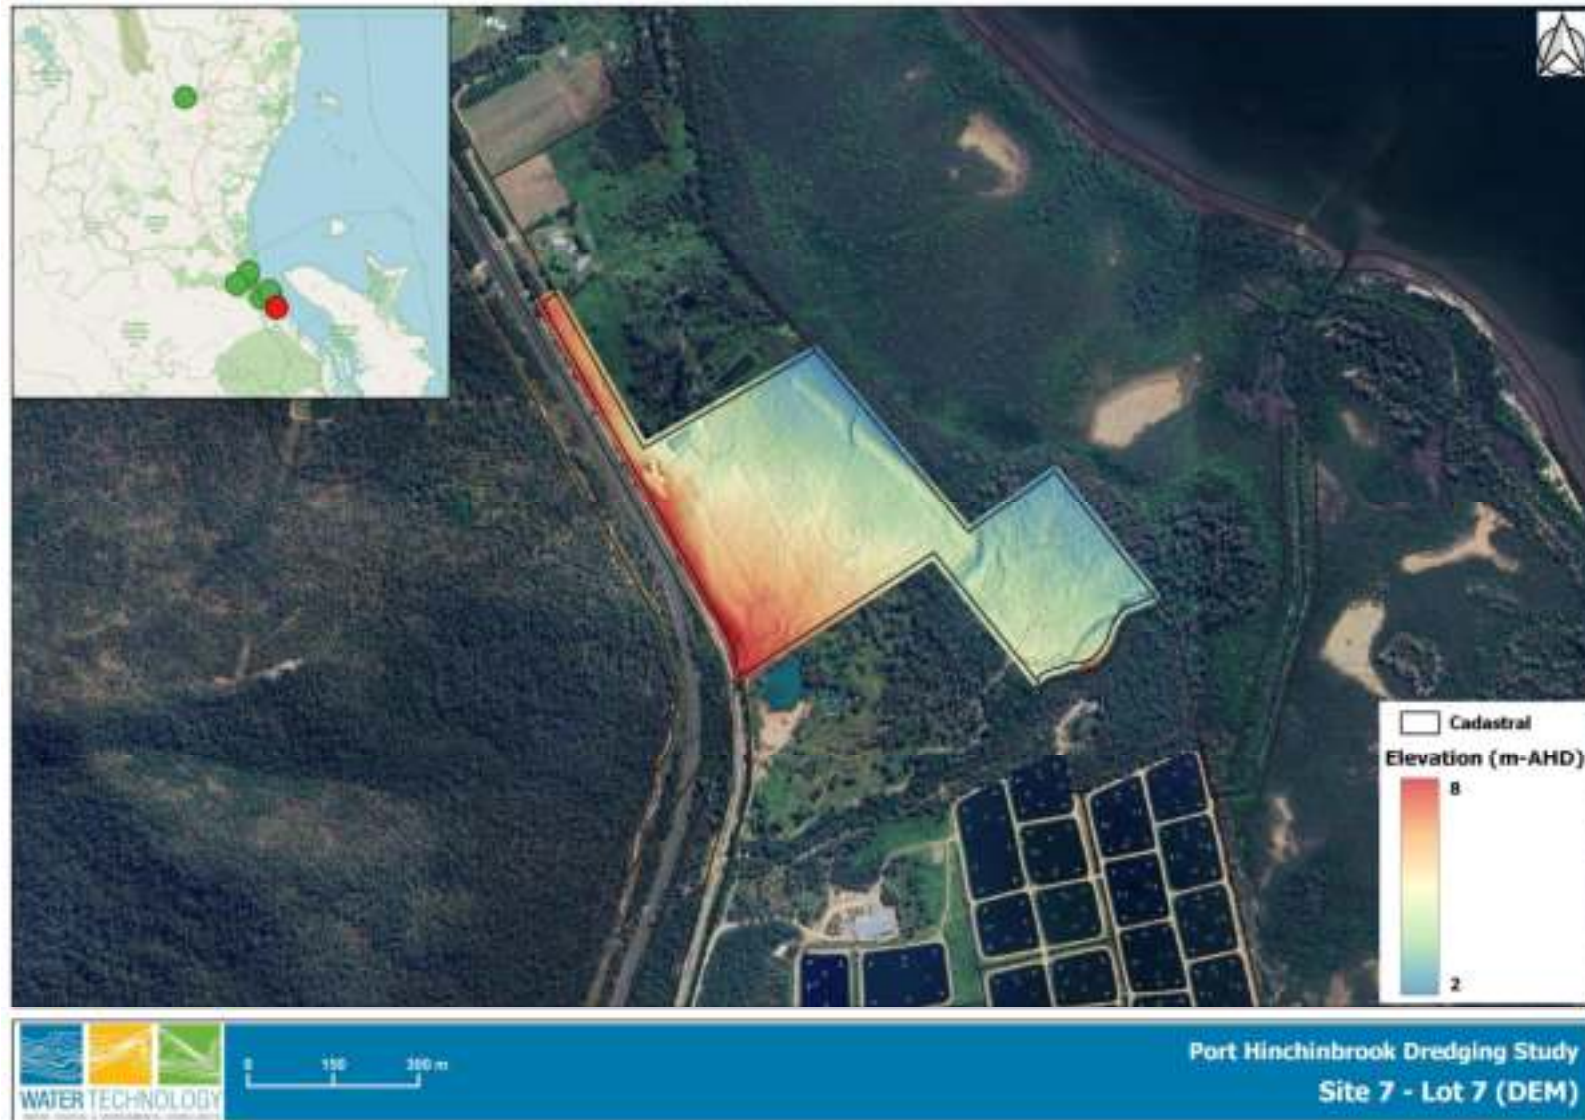 Cadastral
Elevation (m-AHD)
8
2
WATER TECHNOLOGY
0 150 300 m
Port Hinchinbrook Dredging Study
Site 7 - Lot 7 (DEM)